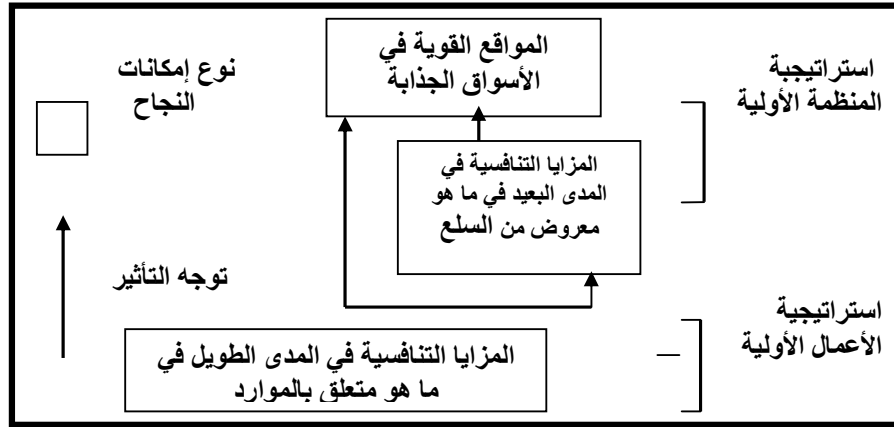 المواقع القوية في
الأسواق الجذابة
استراتيجبة
المنظمة الأولية
نوع إمكانات
النجاح
المزايا التنافسية في
المدى البعيد في ما هو
معروض من السلع
توجه التأثير
استراتيجية
الأعمال الأولية
المزايا التنافسية في المدى الطويل في
ما هو متعلق بالموارد